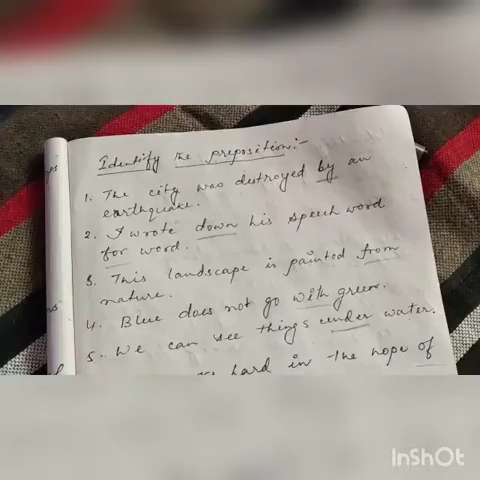 Identify the preposition:-
1. The city was destroyed by an
earthquake.
2. I wrote down his speech word
for word.
3. This landscape is painted from
nature.
4. Blue does not go with green.
5. We can see things under water.
hard in the hope of
InShOt